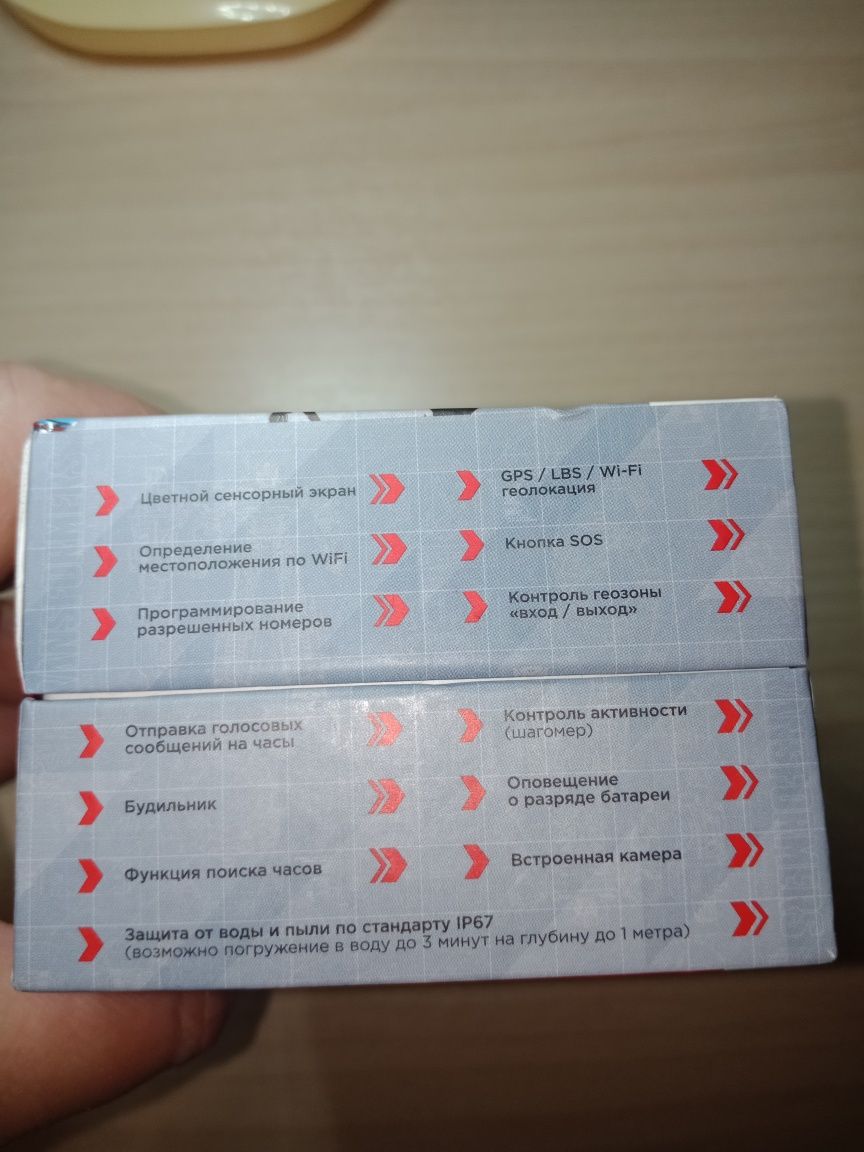 Цветной сенсорный экран
Определение
местоположения по WiFi
Программирование
разрешенных номеров
GPS / LBS / Wi-Fi
геолокация
Кнопка SOS
Контроль геозоны
«вход / выход»
Отправка голосовых
сообщений на часы
Будильник
Функция поиска часов
Контроль активности
(шагомер)
Оповещение
о разряде батареи
Встроенная камера
Защита от воды и пыли по стандарту IP67
(возможно погружение в воду до 3 минут на глубину до 1 метра)